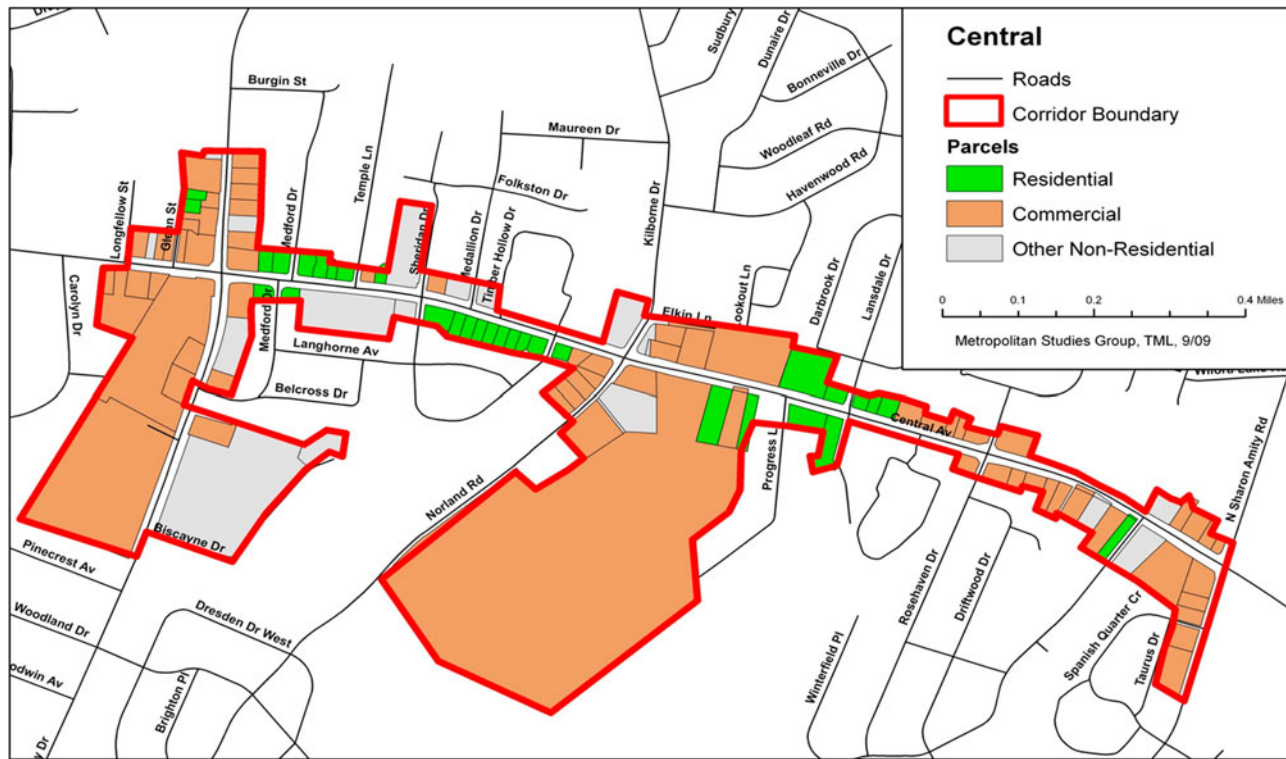 Central
Roads
Corridor Boundary
Parcels
Residential
Commercial
Other Non-Residential
0 0.1 0.2 0.4 Miles
Metropolitan Studies Group, TML, 9/09
Sudbury
Dunaire Dr
Bonneville Dr
Burgin St
Maureen Dr
Woodleaf Rd
Havenwood Rd
Temple Ln
Folkston Dr
Longfellow St
Glenn St
Medford Dr
Sheridan Dr
Medallion Dr
Timber Hollow Dr
Kilborne Dr
Carolyn Dr
Medford Dr
Elkin Ln
Lookout Ln
Darbrook Dr
Lansdale Dr
Langhorne Av
Belcross Dr
Central Av
N Sharon Amity Rd
Progress L
Norland Rd
Biscayne Dr
Pinecrest Av
Woodland Dr
odwin Av
Dresden Dr West
Brighton Pl
y Dr
Rosehaven Dr
Driftwood Dr
Winterfield Pl
Spanish Quarter Cr
Taurus Dr